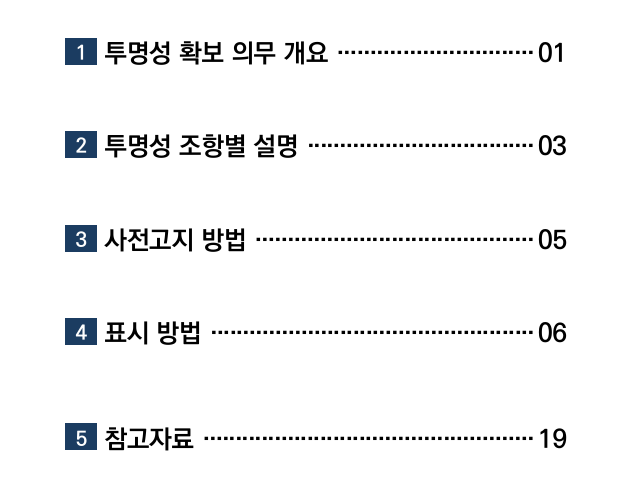 1 투명성 확보 의무 개요 ······························ 01
2 투명성 조항별 설명 ·································· 03
3 사전고지 방법 ·········································· 05
4 표시 방법 ················································· 06
5 참고자료 ·················································· 19